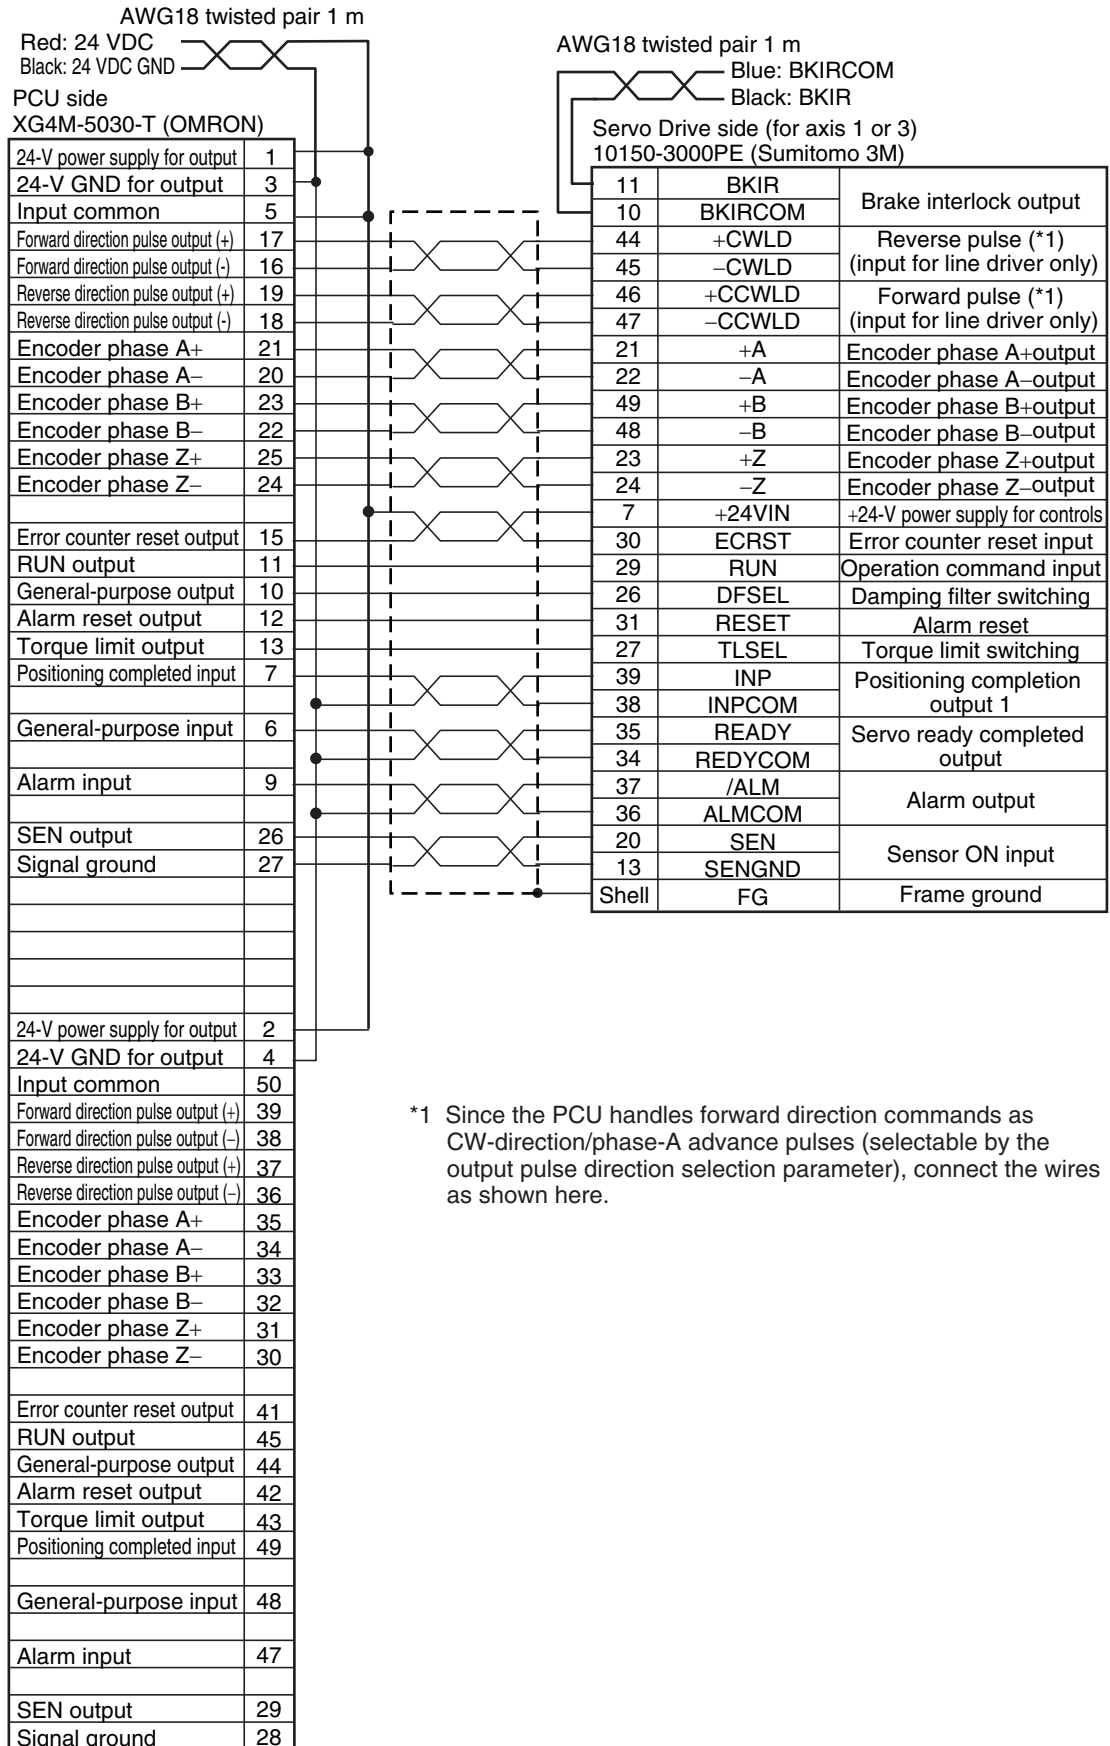 AWG18 twisted pair 1 m
Red: 24 VDC
Black: 24 VDC GND
PCU side
XG4M-5030-T (OMRON)
24-V power supply for output 1
24-V GND for output 3
Input common 5
Forward direction pulse output (+) 17
Forward direction pulse output (-) 16
Reverse direction pulse output (+) 19
Reverse direction pulse output (-) 18
Encoder phase A+ 21
Encoder phase A− 20
Encoder phase B+ 23
Encoder phase B− 22
Encoder phase Z+ 25
Encoder phase Z− 24
Error counter reset output 15
RUN output 11
General-purpose output 10
Alarm reset output 12
Torque limit output 13
Positioning completed input 7
General-purpose input 6
Alarm input 9
SEN output 26
Signal ground 27
24-V power supply for output 2
24-V GND for output 4
Input common 50
Forward direction pulse output (+) 39
Forward direction pulse output (−) 38
Reverse direction pulse output (+) 37
Reverse direction pulse output (−) 36
Encoder phase A+ 35
Encoder phase A− 34
Encoder phase B+ 33
Encoder phase B− 32
Encoder phase Z+ 31
Encoder phase Z− 30
Error counter reset output 41
RUN output 45
General-purpose output 44
Alarm reset output 42
Torque limit output 43
Positioning completed input 49
General-purpose input 48
Alarm input 47
SEN output 29
Signal ground 28
AWG18 twisted pair 1 m
Blue: BKIRCOM
Black: BKIR
Servo Drive side (for axis 1 or 3)
10150-3000PE (Sumitomo 3M)
11 BKIR Brake interlock output
10 BKIRCOM
44 +CWLD Reverse pulse (*1)
45 −CWLD (input for line driver only)
46 +CCWLD Forward pulse (*1)
47 −CCWLD (input for line driver only)
21 +A Encoder phase A+output
22 −A Encoder phase A−output
49 +B Encoder phase B+output
48 −B Encoder phase B−output
23 +Z Encoder phase Z+output
24 −Z Encoder phase Z−output
7 +24VIN +24-V power supply for controls
30 ECRST Error counter reset input
29 RUN Operation command input
26 DFSEL Damping filter switching
31 RESET Alarm reset
27 TLSEL Torque limit switching
39 INP Positioning completion
38 INPCOM output 1
35 READY Servo ready completed
34 REDYCOM output
37 /ALM Alarm output
36 ALMCOM
20 SEN Sensor ON input
13 SENGND
Shell FG Frame ground
*1 Since the PCU handles forward direction commands as
CW-direction/phase-A advance pulses (selectable by the
output pulse direction selection parameter), connect the wires
as shown here.